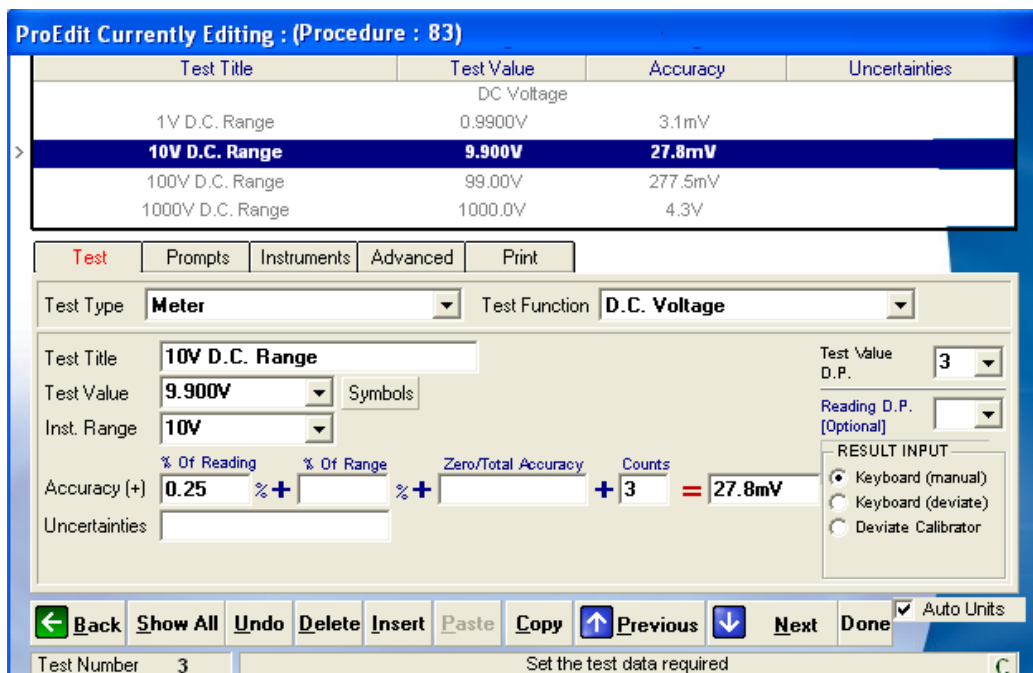 ProEdit Currently Editing : (Procedure : 83)
Test Title Test Value Accuracy Uncertainties
DC Voltage
1V D.C. Range 0.9900V 3.1mV
> 10V D.C. Range 9.900V 27.8mV
100V D.C. Range 99.00V 277.5mV
1000V D.C. Range 1000.0V 4.3V
Test Prompts Instruments Advanced Print
Test Type Meter Test Function D.C. Voltage
Test Title 10V D.C. Range
Test Value 9.900V Symbols
Inst. Range 10V
% Of Reading % Of Range Zero/Total Accuracy Counts
Accuracy (+) 0.25 % + % + + 3 = 27.8mV
Uncertainties
Test Value
D.P. 3
Reading D.P.
[Optional]
RESULT INPUT
Keyboard (manual)
Keyboard (deviate)
Deviate Calibrator
Back Show All Undo Delete Insert Paste Copy Previous Next Done Auto Units
Test Number 3 Set the test data required C